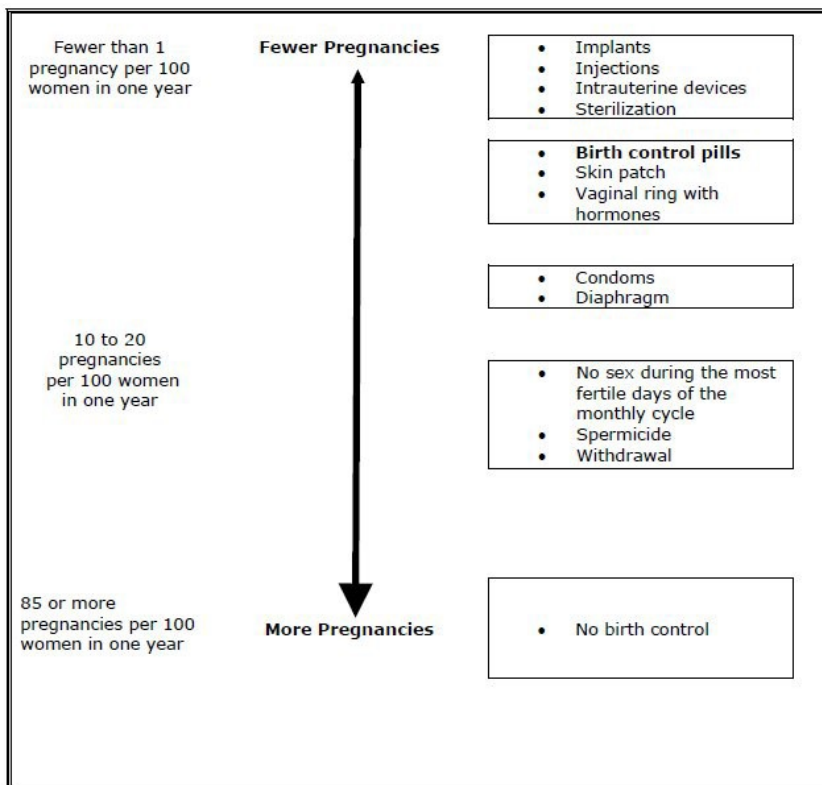 Fewer than 1
pregnancy per 100
women in one year
Fewer Pregnancies
• Implants
• Injections
• Intrauterine devices
• Sterilization
• Birth control pills
• Skin patch
• Vaginal ring with
hormones
• Condoms
• Diaphragm
10 to 20
pregnancies
per 100 women
in one year
• No sex during the most
fertile days of the
monthly cycle
• Spermicide
• Withdrawal
85 or more
pregnancies per 100
women in one year
More Pregnancies
• No birth control